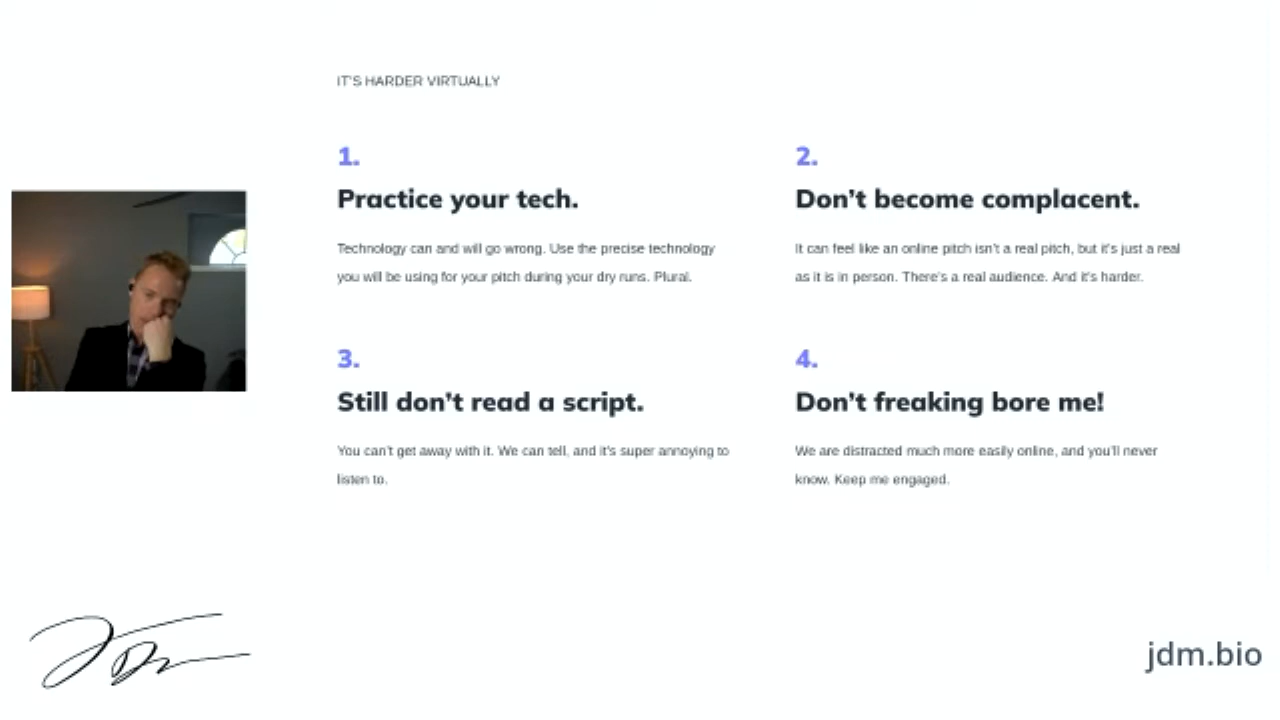 IT'S HARDER VIRTUALLY
1.
Practice your tech.
Technology can and will go wrong. Use the precise technology
you will be using for your pitch during your dry runs. Plural.
2.
Don't become complacent.
It can feel like an online pitch isn't a real pitch, but it's just a real
as it is in person. There's a real audience. And it's harder.
3.
Still don't read a script.
You can't get away with it. We can tell, and it's super annoying to
listen to.
4.
Don't freaking bore me!
We are distracted much more easily online, and you'll never
know. Keep me engaged.
jdm.bio